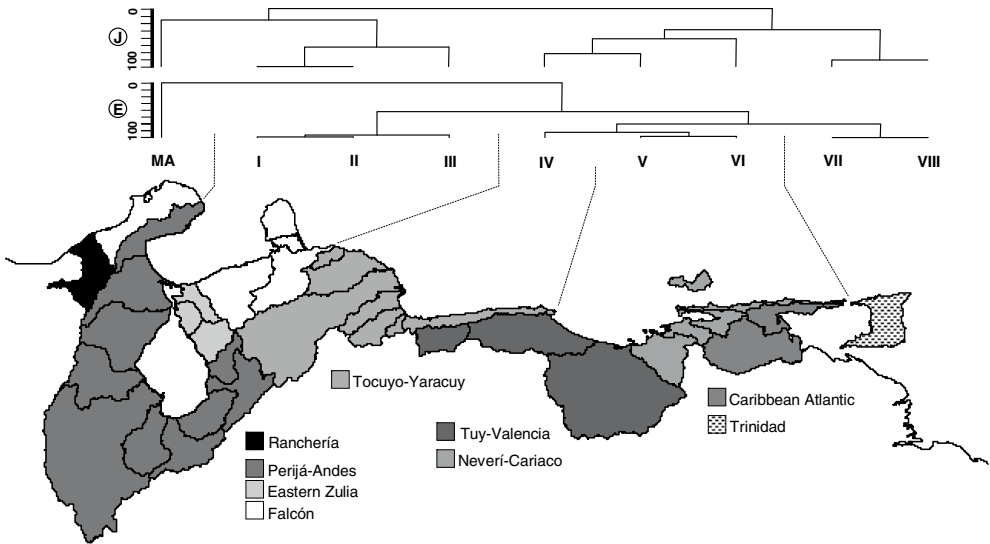 0
J
100
0
E
100
MA I II III IV V VI VII VIII
Tocuyo-Yaracuy
Caribbean Atlantic
Trinidad
Tuy-Valencia
Neverí-Cariaco
Ranchería
Perijá-Andes
Eastern Zulia
Falcón